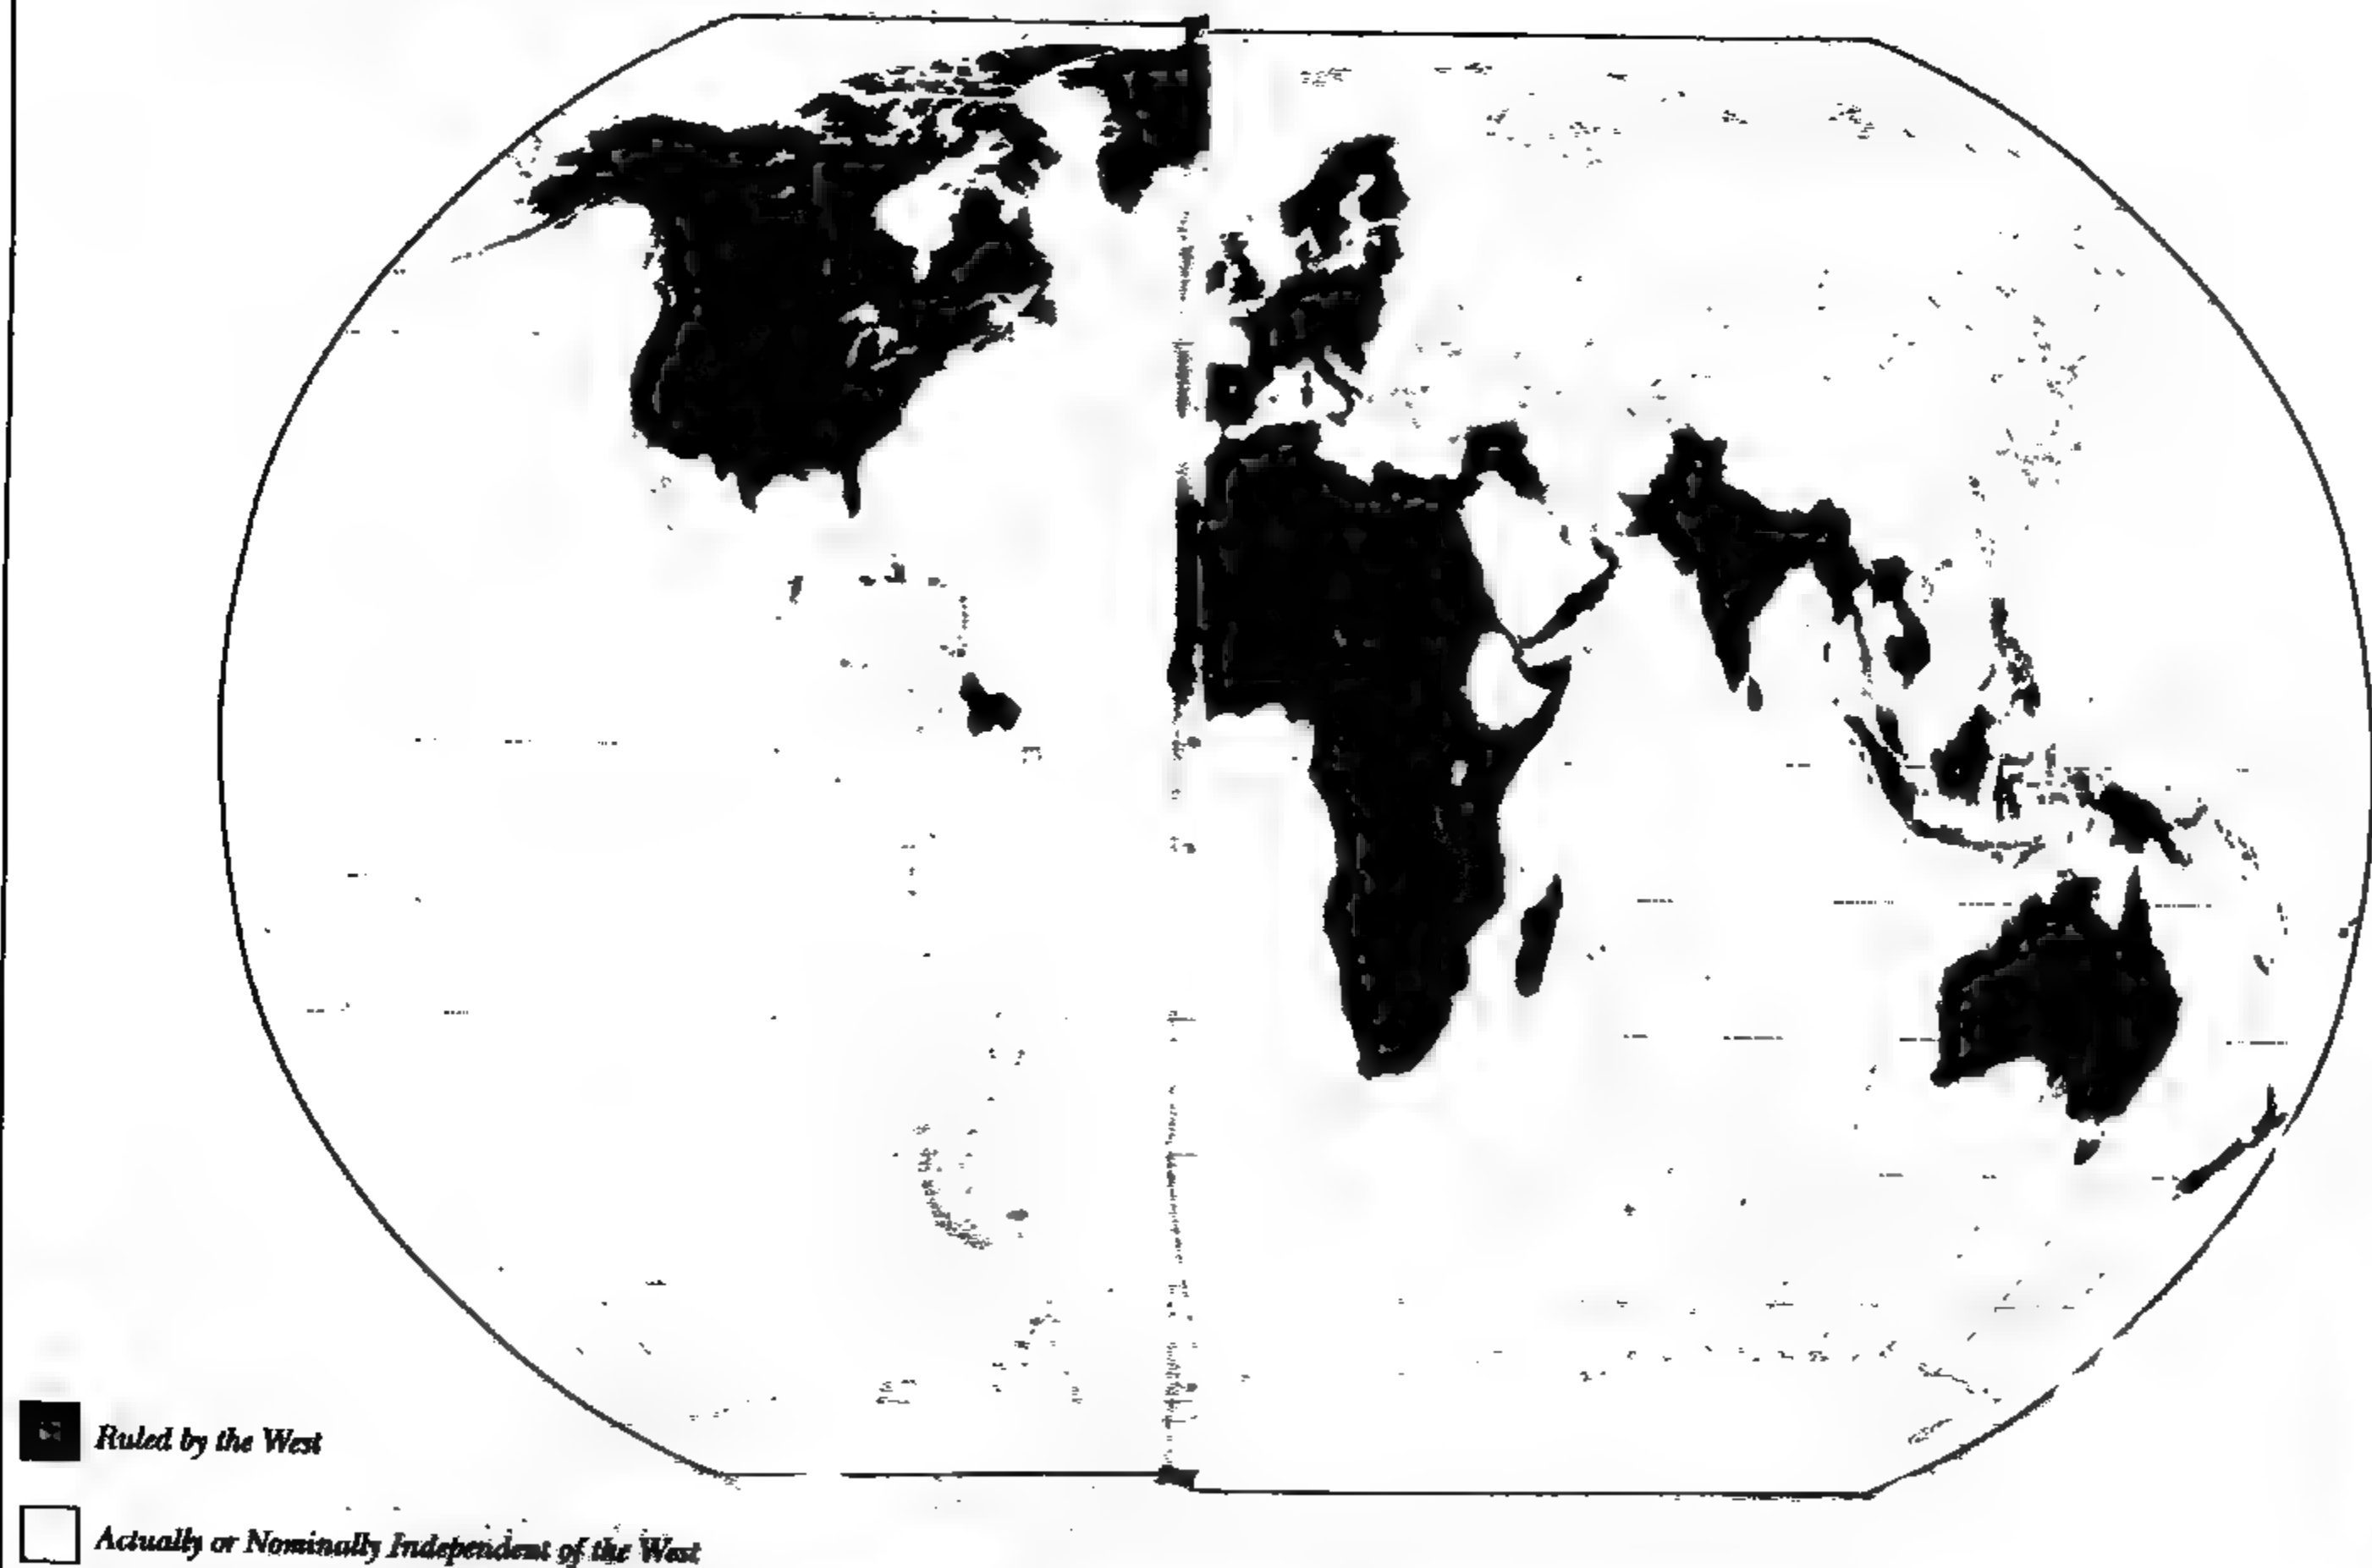 Ruled by the West
Actually or Nominally Independent of the West